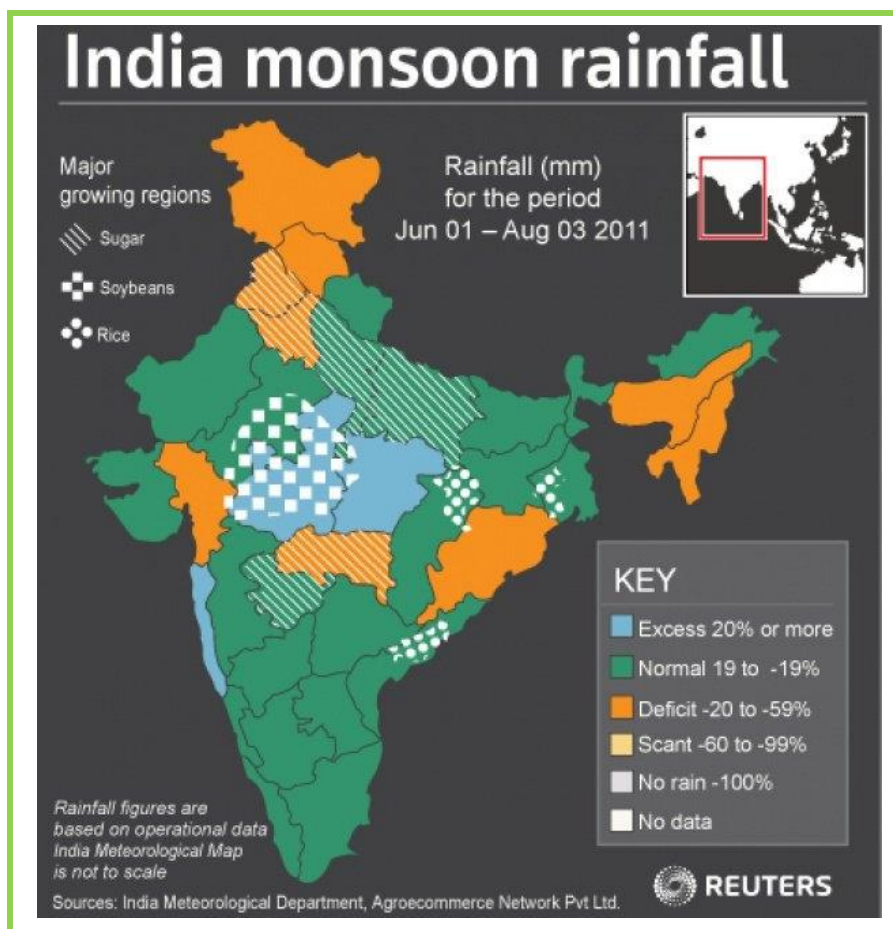 India monsoon rainfall
Major
growing regions
Sugar
Soybeans
Rice
Rainfall (mm)
for the period
Jun 01 – Aug 03 2011
KEY
Excess 20% or more
Normal 19 to -19%
Deficit -20 to -59%
Scant -60 to -99%
No rain -100%
No data
Rainfall figures are
based on operational data
India Meteorological Map
is not to scale
Sources: India Meteorological Department, Agroecommerce Network Pvt Ltd.
REUTERS